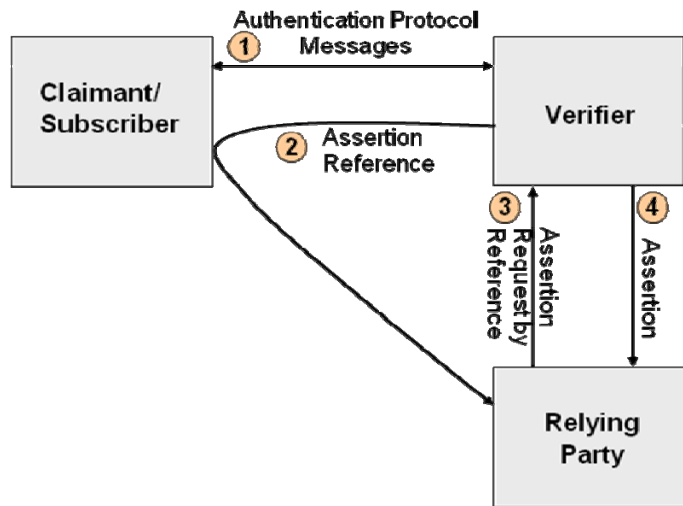 Authentication Protocol
Messages
1
Claimant/
Subscriber
Verifier
2
Assertion
Reference
3
Assertion
Request by
Reference
4
Assertion
Relying
Party